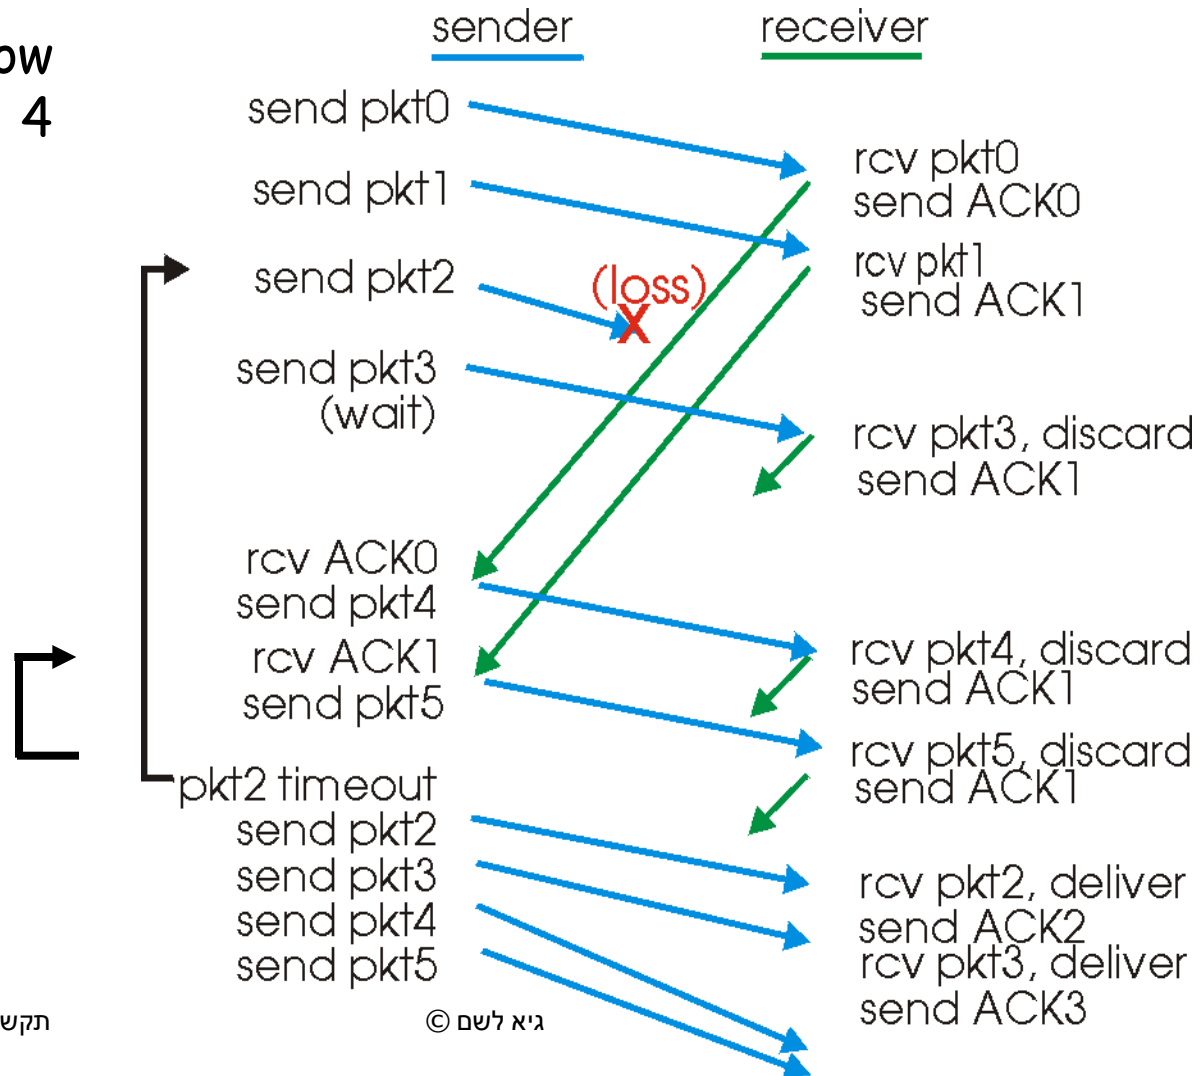 sender
receiver
4
send pkt0
rcv pkt0
send ACK0
send pkt1
rcv pkt1
send ACK1
send pkt2
(loss)
X
send pkt3
(wait)
rcv pkt3, discard
send ACK1
rcv ACK0
send pkt4
rcv pkt4, discard
send ACK1
rcv ACK1
send pkt5
rcv pkt5, discard
send ACK1
pkt2 timeout
send pkt2
send pkt3
send pkt4
send pkt5
rcv pkt2, deliver
send ACK2
rcv pkt3, deliver
send ACK3
גיא לשם ©